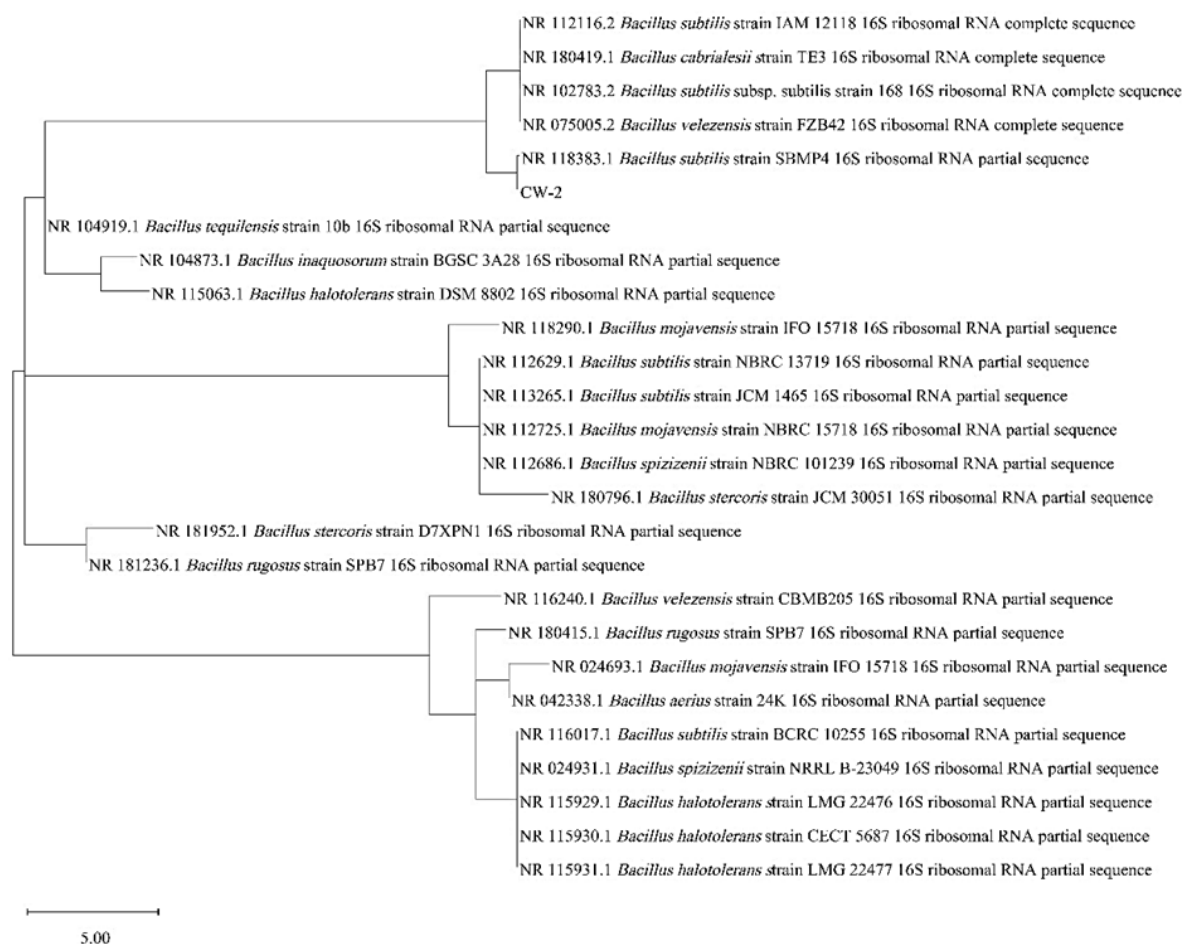 NR 112116.2 Bacillus subtilis strain IAM 12118 16S ribosomal RNA complete sequence
NR 180419.1 Bacillus cabrialesii strain TE3 16S ribosomal RNA complete sequence
NR 102783.2 Bacillus subtilis subsp. subtilis strain 168 16S ribosomal RNA complete sequence
NR 075005.2 Bacillus velezensis strain FZB42 16S ribosomal RNA complete sequence
NR 118383.1 Bacillus subtilis strain SBMP4 16S ribosomal RNA partial sequence
CW-2
NR 104919.1 Bacillus tequilensis strain 10b 16S ribosomal RNA partial sequence
NR 104873.1 Bacillus inaquosorum strain BGSC 3A28 16S ribosomal RNA partial sequence
NR 115063.1 Bacillus halotolerans strain DSM 8802 16S ribosomal RNA partial sequence
NR 118290.1 Bacillus mojavensis strain IFO 15718 16S ribosomal RNA partial sequence
NR 112629.1 Bacillus subtilis strain NBRC 13719 16S ribosomal RNA partial sequence
NR 113265.1 Bacillus subtilis strain JCM 1465 16S ribosomal RNA partial sequence
NR 112725.1 Bacillus mojavensis strain NBRC 15718 16S ribosomal RNA partial sequence
NR 112686.1 Bacillus spizizenii strain NBRC 101239 16S ribosomal RNA partial sequence
NR 180796.1 Bacillus stercoris strain JCM 30051 16S ribosomal RNA partial sequence
NR 181952.1 Bacillus stercoris strain D7XPN1 16S ribosomal RNA partial sequence
NR 181236.1 Bacillus rugosus strain SPB7 16S ribosomal RNA partial sequence
NR 116240.1 Bacillus velezensis strain CBMB205 16S ribosomal RNA partial sequence
NR 180415.1 Bacillus rugosus strain SPB7 16S ribosomal RNA partial sequence
NR 024693.1 Bacillus mojavensis strain IFO 15718 16S ribosomal RNA partial sequence
NR 042338.1 Bacillus aerius strain 24K 16S ribosomal RNA partial sequence
NR 116017.1 Bacillus subtilis strain BCRC 10255 16S ribosomal RNA partial sequence
NR 024931.1 Bacillus spizizenii strain NRRL B-23049 16S ribosomal RNA partial sequence
NR 115929.1 Bacillus halotolerans strain LMG 22476 16S ribosomal RNA partial sequence
NR 115930.1 Bacillus halotolerans strain CECT 5687 16S ribosomal RNA partial sequence
NR 115931.1 Bacillus halotolerans strain LMG 22477 16S ribosomal RNA partial sequence
5.00